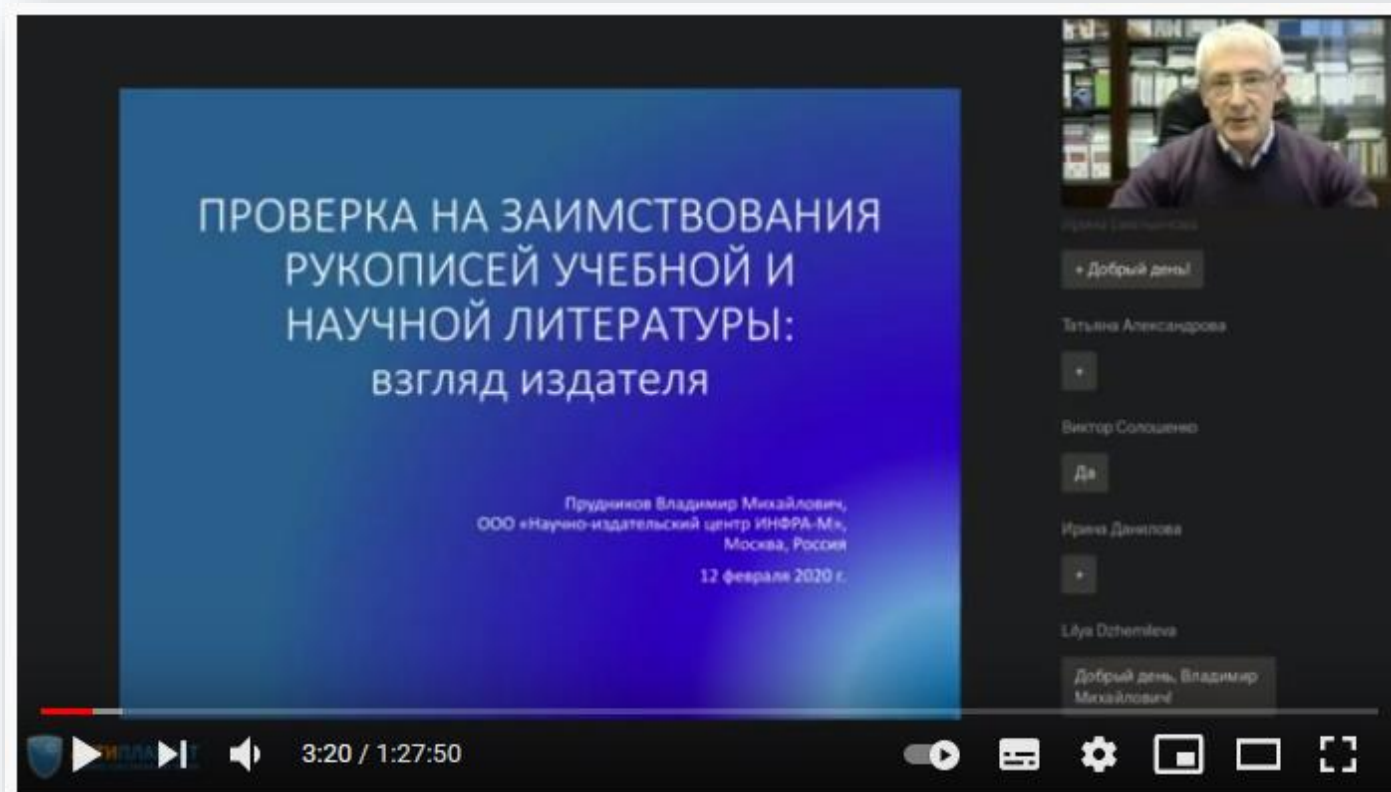 ПРОВЕРКА НА ЗАИМСТВОВАНИЯ
РУКОПИСЕЙ УЧЕБНОЙ И
НАУЧНОЙ ЛИТЕРАТУРЫ:
взгляд издателя
Прудников Владимир Михайлович,
ООО «Научно-издательский центр ИНФРА-М»,
Москва, Россия
12 февраля 2020 г.
+ Добрый день!
Татьяна Александрова
+
Виктор Солошенко
Да
Ирина Данилова
+
Lilya Dzhemileva
Добрый день, Владимир
Михайлович!
3:20 / 1:27:50